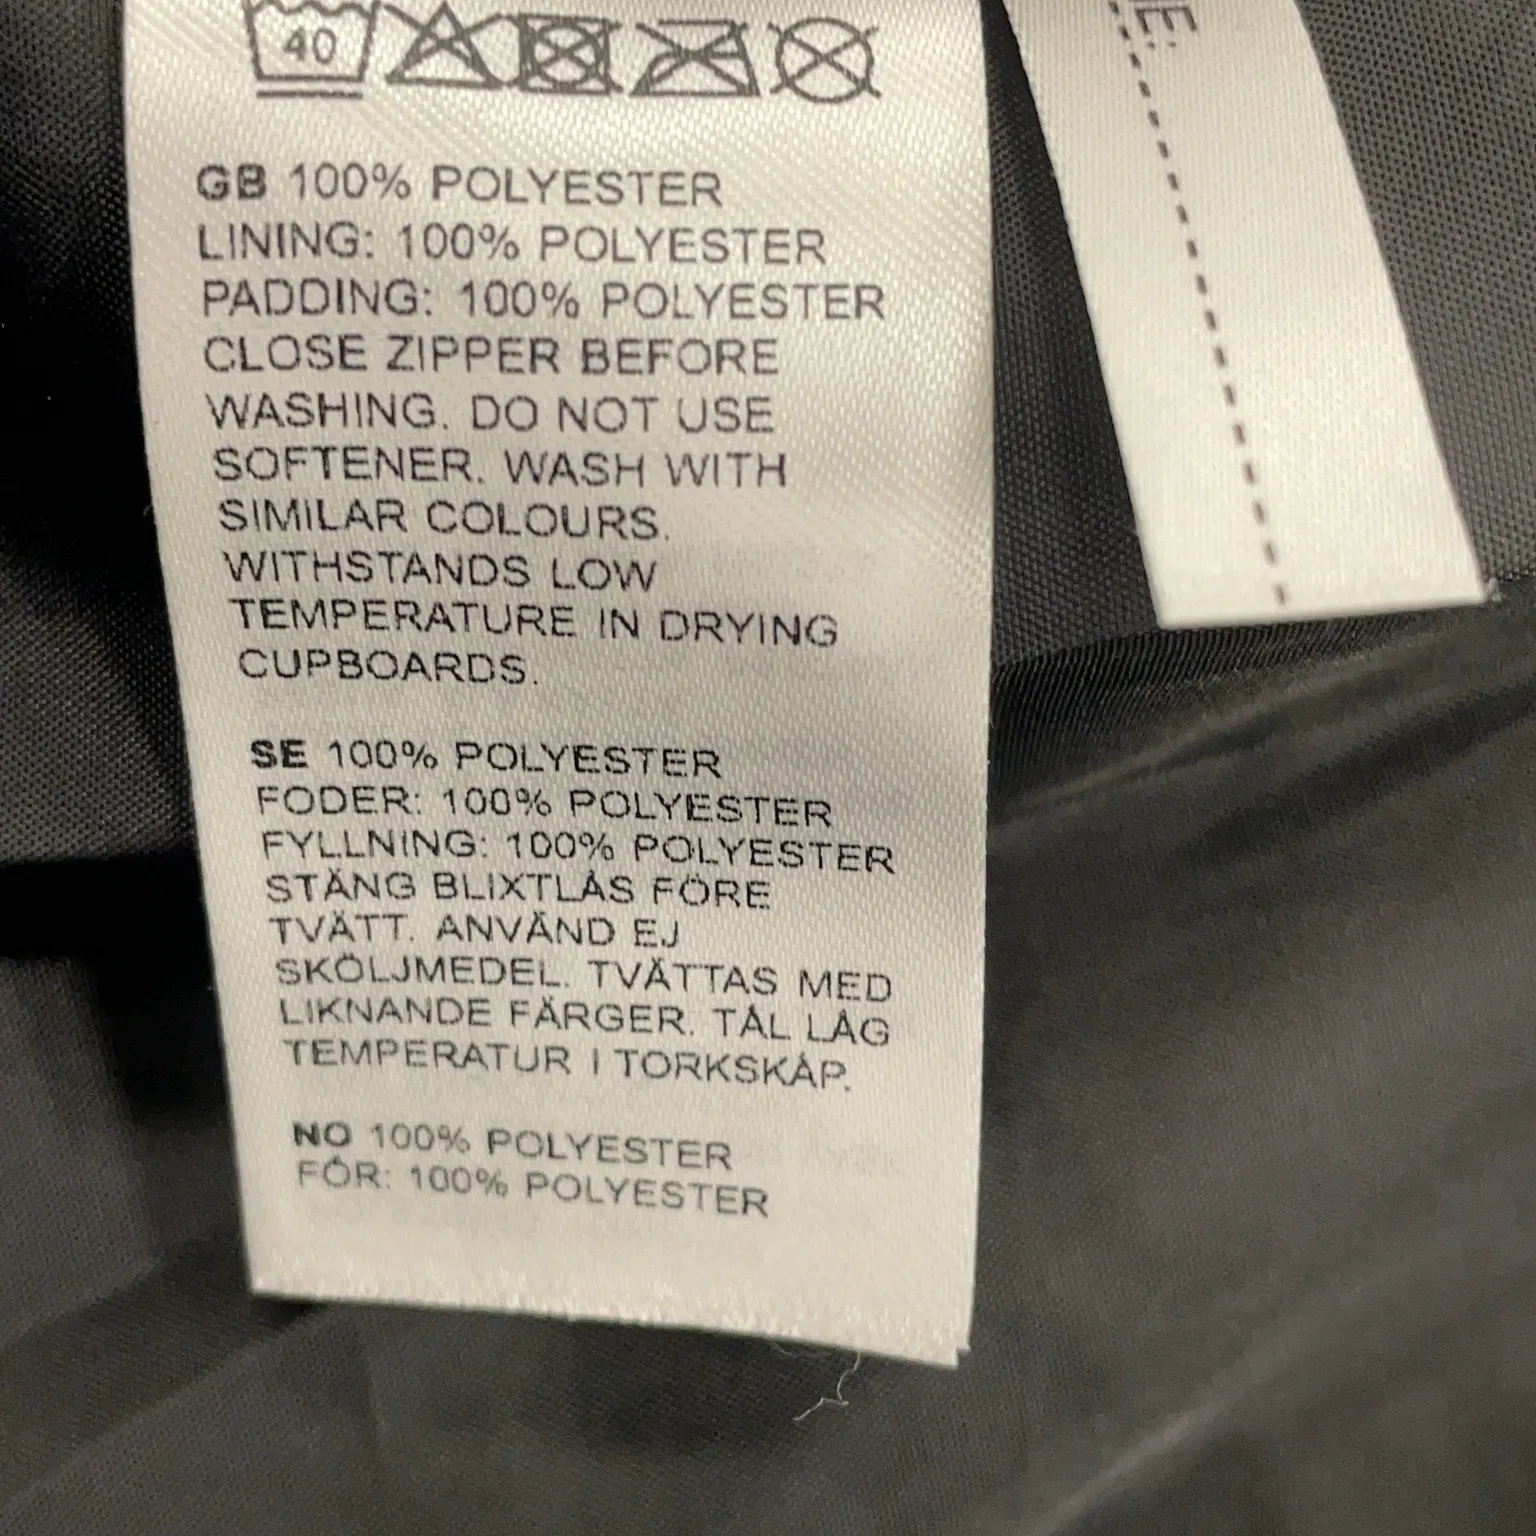 40
GB 100% POLYESTER
LINING: 100% POLYESTER
PADDING: 100% POLYESTER
CLOSE ZIPPER BEFORE
WASHING. DO NOT USE
SOFTENER. WASH WITH
SIMILAR COLOURS.
WITHSTANDS LOW
TEMPERATURE IN DRYING
CUPBOARDS.
SE 100% POLYESTER
FODER: 100% POLYESTER
FYLLNING: 100% POLYESTER
STÄNG BLIXTLÅS FÖRE
TVÄTT. ANVÄND EJ
SKÖLJMEDEL. TVÄTTAS MED
LIKNANDE FÄRGER. TÅL LÅG
TEMPERATUR I TORKSKÅP.
NO 100% POLYESTER
FÔR: 100% POLYESTER